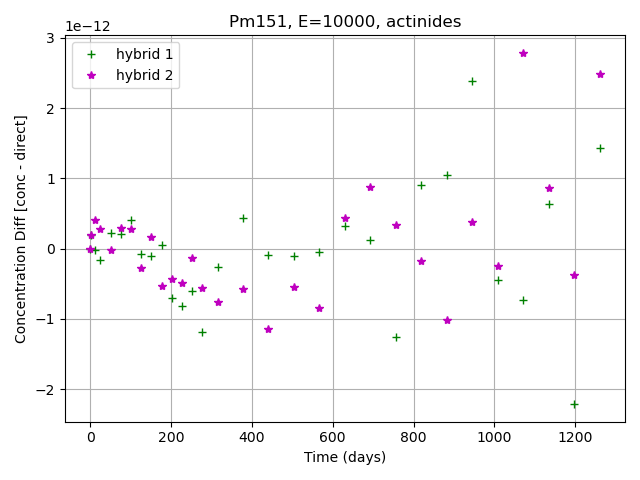 Pm151, E=10000, actinides
1e−12
hybrid 1
hybrid 2
3
2
1
0
−1
−2
Concentration Diff [conc - direct]
0 200 400 600 800 1000 1200
Time (days)